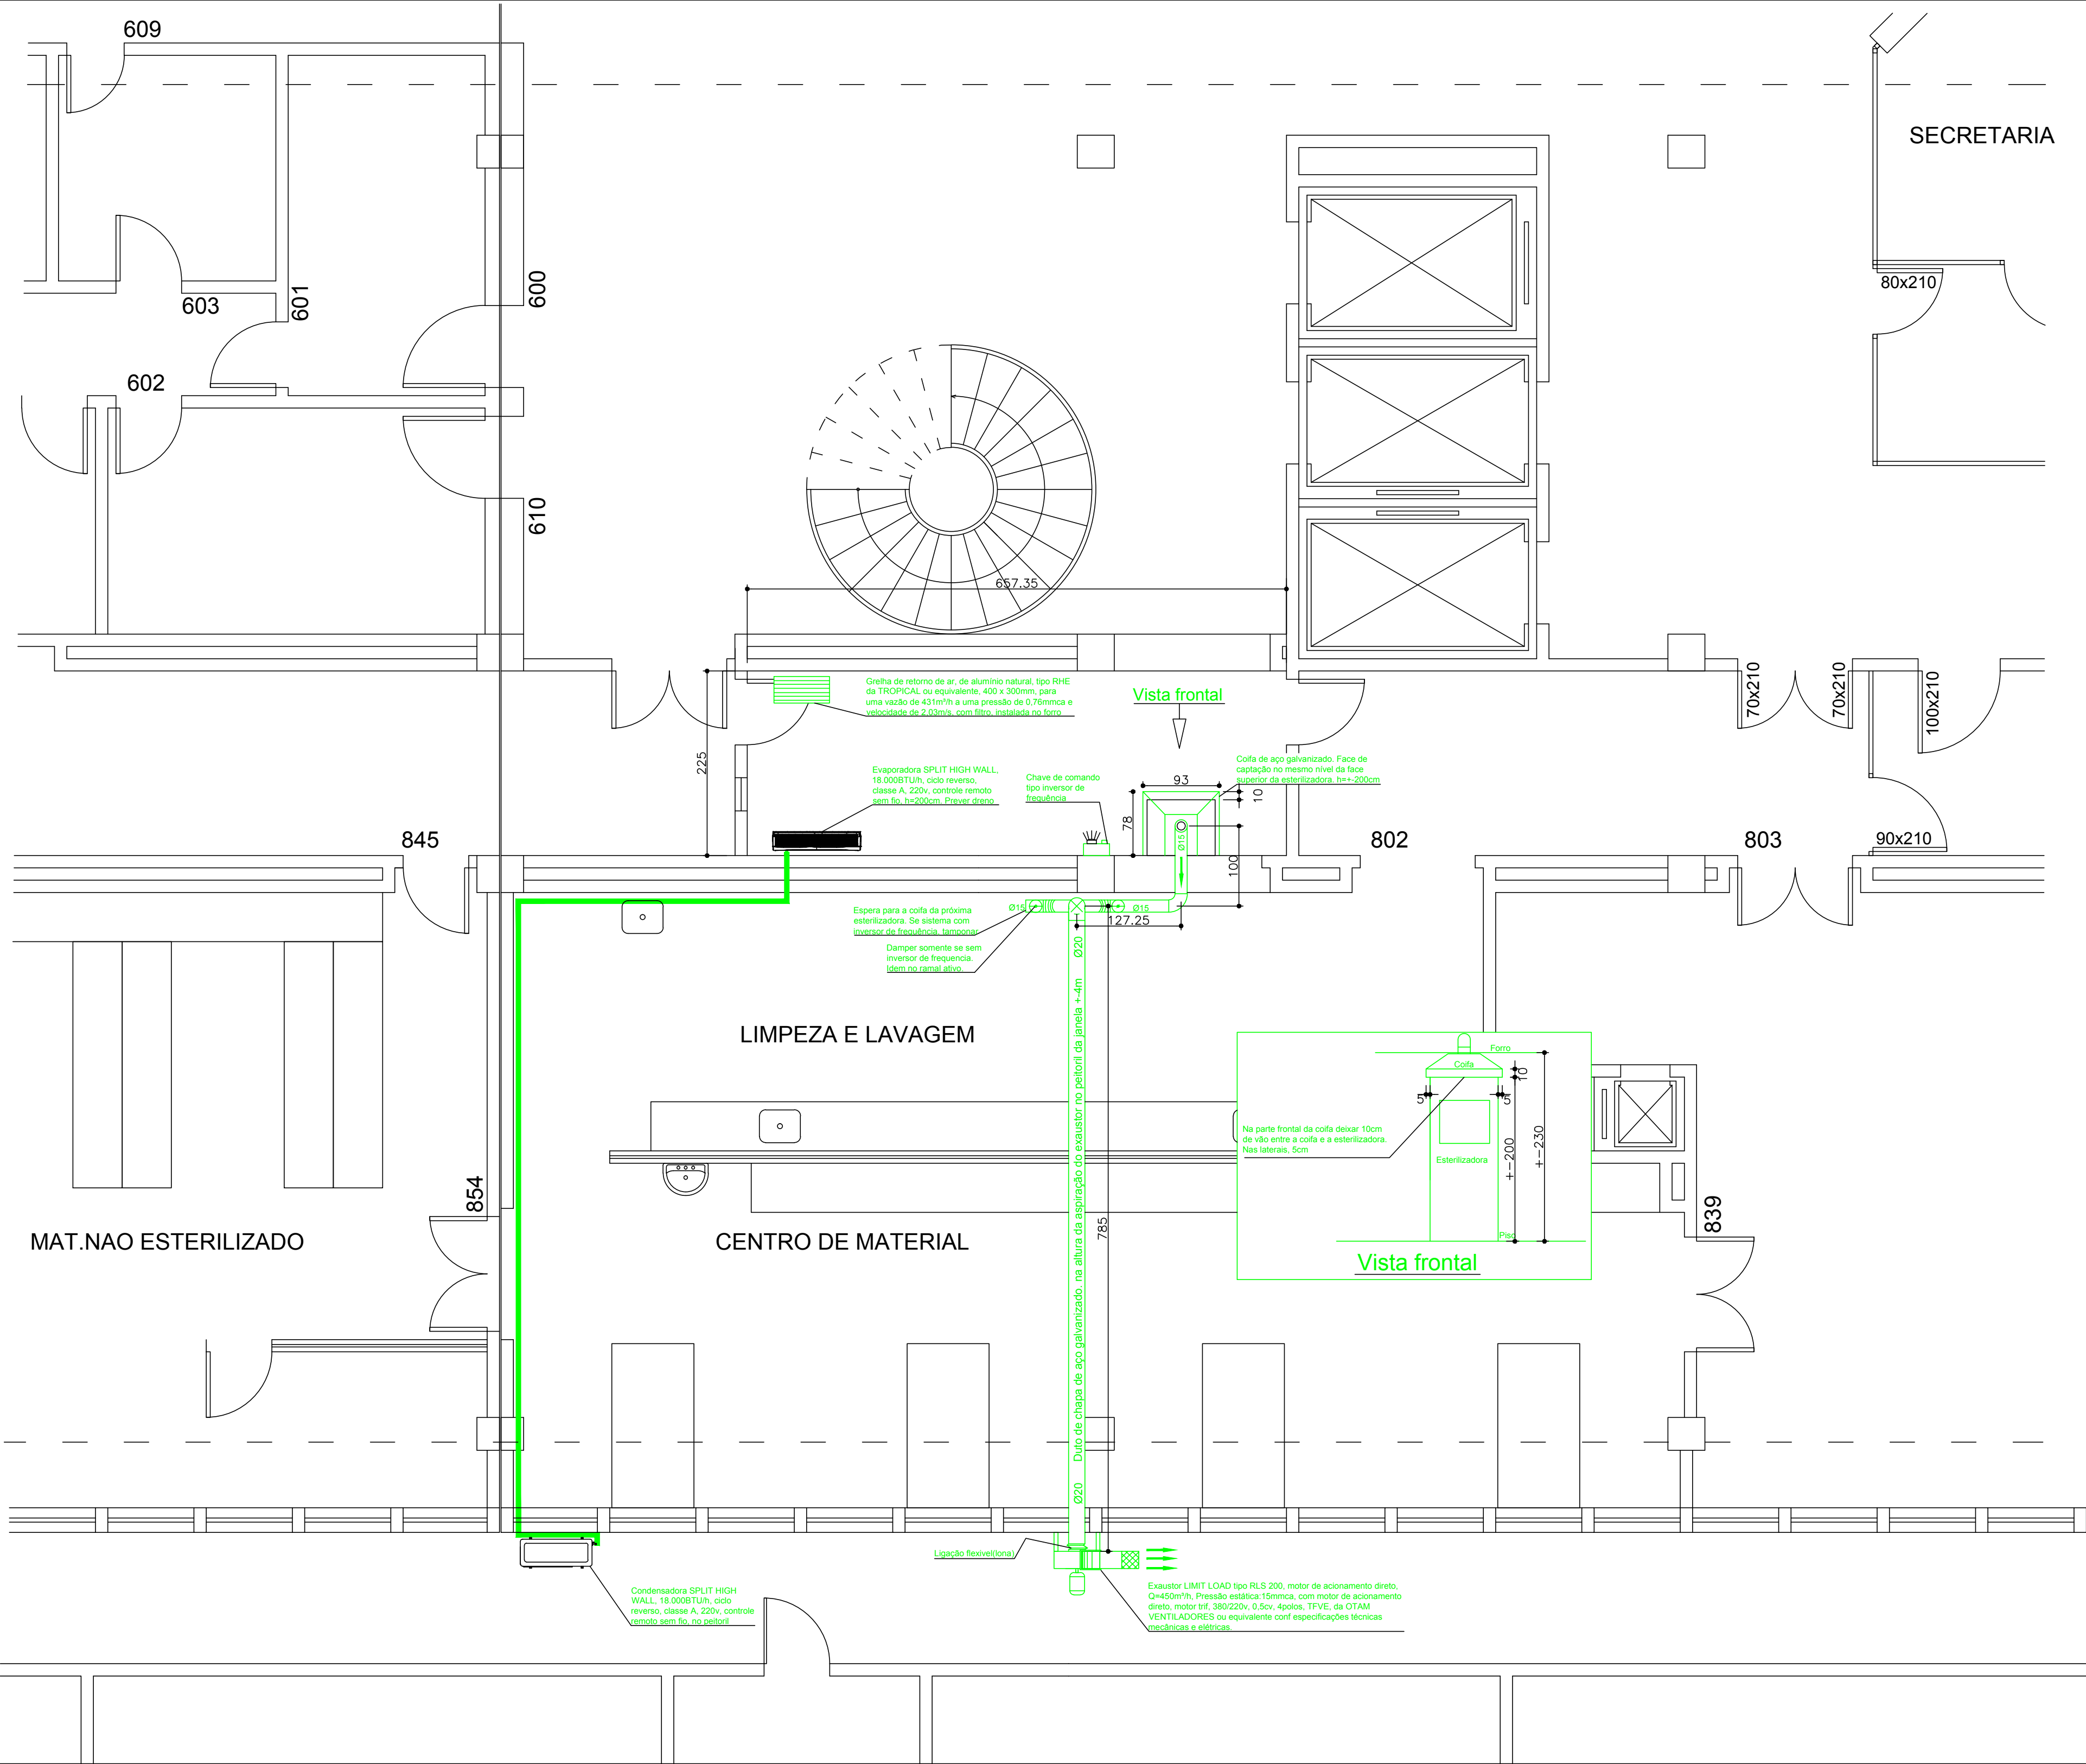 609
SECRETARIA
600
601
603
80x210
602
610
657.35
70x210
70x210
100x210
Grelha de retorno de ar, de alumínio natural, tipo RHE
da TROPICAL ou equivalente, 400 x 300mm, para
uma vazão de 431m³/h a uma pressão de 0,76mmca e
velocidade de 2,03m/s, com filtro, instalada no forro
Vista frontal
225
Evaporadora SPLIT HIGH WALL,
18.000BTU/h, ciclo reverso,
classe A, 220v, controle remoto
sem fio, h=200cm. Prever dreno
Chave de comando
tipo inversor de
frequência
Coifa de aço galvanizado. Face de
captação no mesmo nível da face
superior da esterilizadora. h=+-200cm
93
10
78
Ø15
100
845
802
803
90x210
Espera para a coifa da próxima
esterilizadora. Se sistema com
inversor de frequência, tamponar
Ø15
Ø15
127.25
Damper somente se sem
inversor de frequencia.
Idem no ramal ativo.
Ø20
LIMPEZA E LAVAGEM
Duto de chapa de aço galvanizado, na altura da aspiração do exaustor no peitoril da janela +-4m
Forro
Coifa
10
5
5
Na parte frontal da coifa deixar 10cm
de vão entre a coifa e a esterilizadora.
Nas laterais, 5cm
Esterilizadora
+-200
+-230
Piso
Vista frontal
854
839
785
MAT.NAO ESTERILIZADO
CENTRO DE MATERIAL
Ø20
Ligação flexivel(lona)
Condensadora SPLIT HIGH
WALL, 18.000BTU/h, ciclo
reverso, classe A, 220v, controle
remoto sem fio, no peitoril
Exaustor LIMIT LOAD tipo RLS 200, motor de acionamento direto,
Q=450m³/h, Pressão estática:15mmca, com motor de acionamento
direto, motor trif, 380/220v, 0,5cv, 4polos, TFVE, da OTAM
VENTILADORES ou equivalente conf especificações técnicas
mecânicas e elétricas.